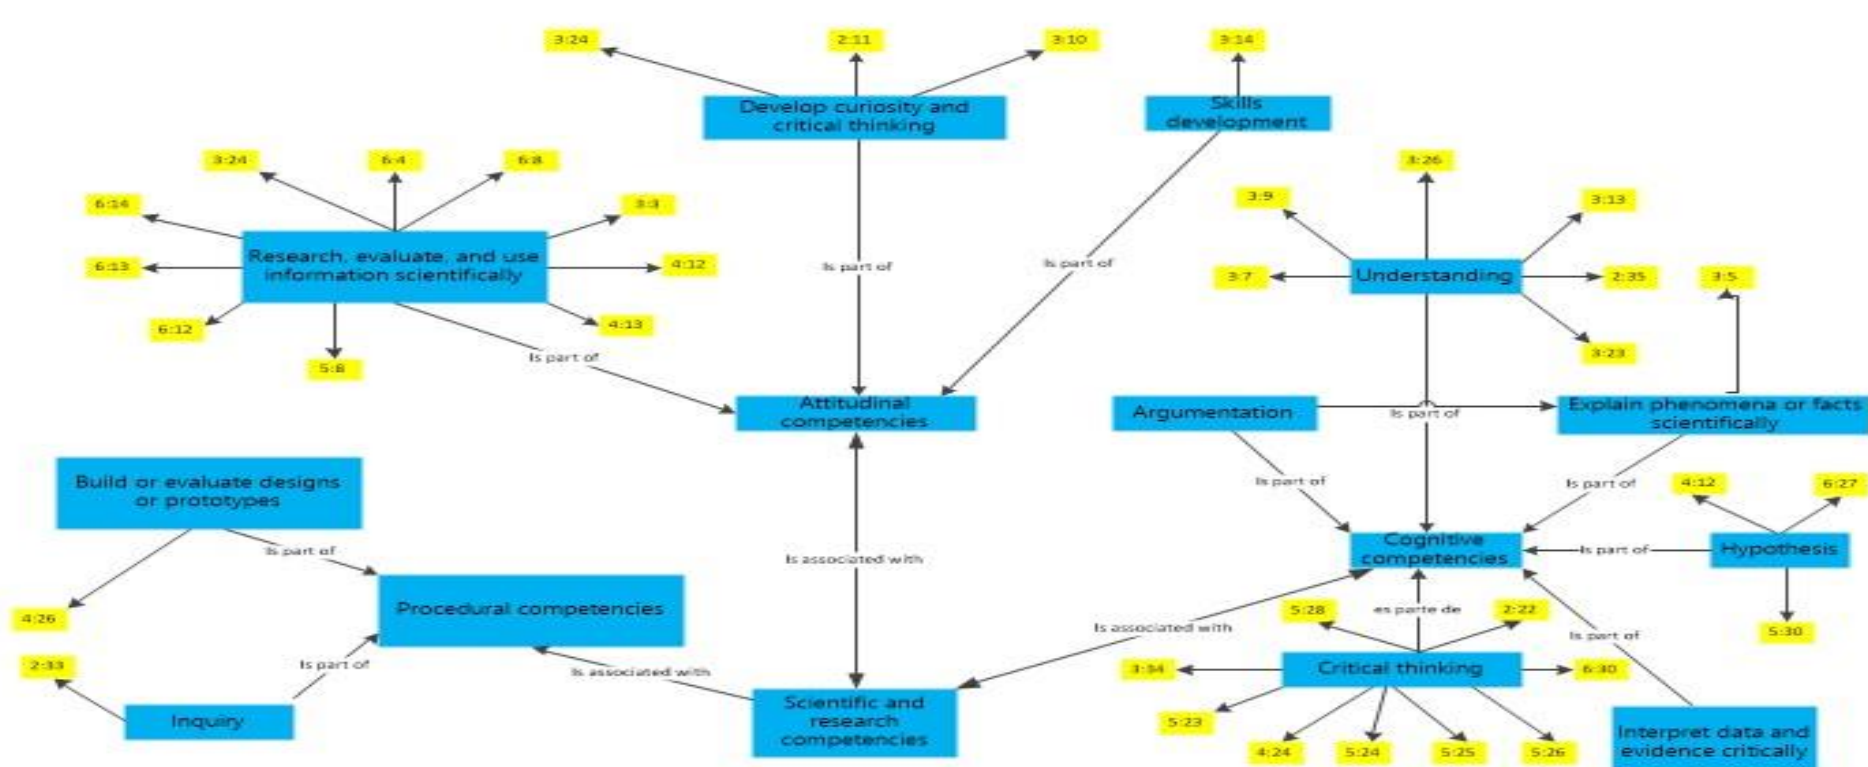 3:24
2:11
3:10
3:14
Develop curiosity and
critical thinking
Skills
development
3:24
6:4
6:8
3:26
6:14
3:3
3:9
3:13
Research, evaluate, and use
information scientifically
6:13
4:12
Is part of
Is part of
3:7
Understanding
2:35
3:5
6:12
4:13
5:8
Is part of
3:23
Attitudinal
competencies
Argumentation
Is part of
Explain phenomena or facts
scientifically
Build or evaluate designs
or prototypes
Is part of
Is part of
4:12
6:27
Is part of
Is associated with
Cognitive
competencies
Is part of
Hypothesis
4:26
Procedural competencies
5:28
es parte de
2:22
Is associated with
Is part of
5:30
2:33
Is part of
Is associated with
3:34
Critical thinking
6:30
Inquiry
Scientific and
research
competencies
5:23
4:24
5:24
5:25
5:26
Interpret data and
evidence critically